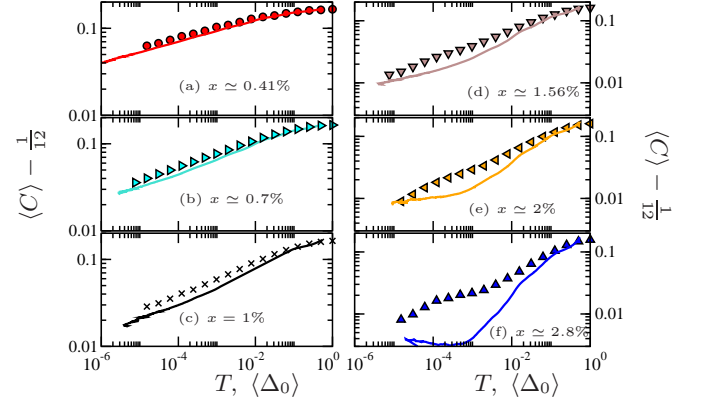 0.1
(a) x ≃ 0.41%
0.01
0.1
(b) x ≃ 0.7%
0.01
0.1
(c) x = 1%
0.01
10^-6 10^-4 10^-2 10^0
T, ⟨Δ_0⟩
⟨C⟩ − 1/12
0.1
0.01
(d) x ≃ 1.56%
0.1
0.01
(e) x ≃ 2%
0.1
0.01
(f) x ≃ 2.8%
10^-6 10^-4 10^-2 10^0
T, ⟨Δ_0⟩
⟨C⟩ − 1/12